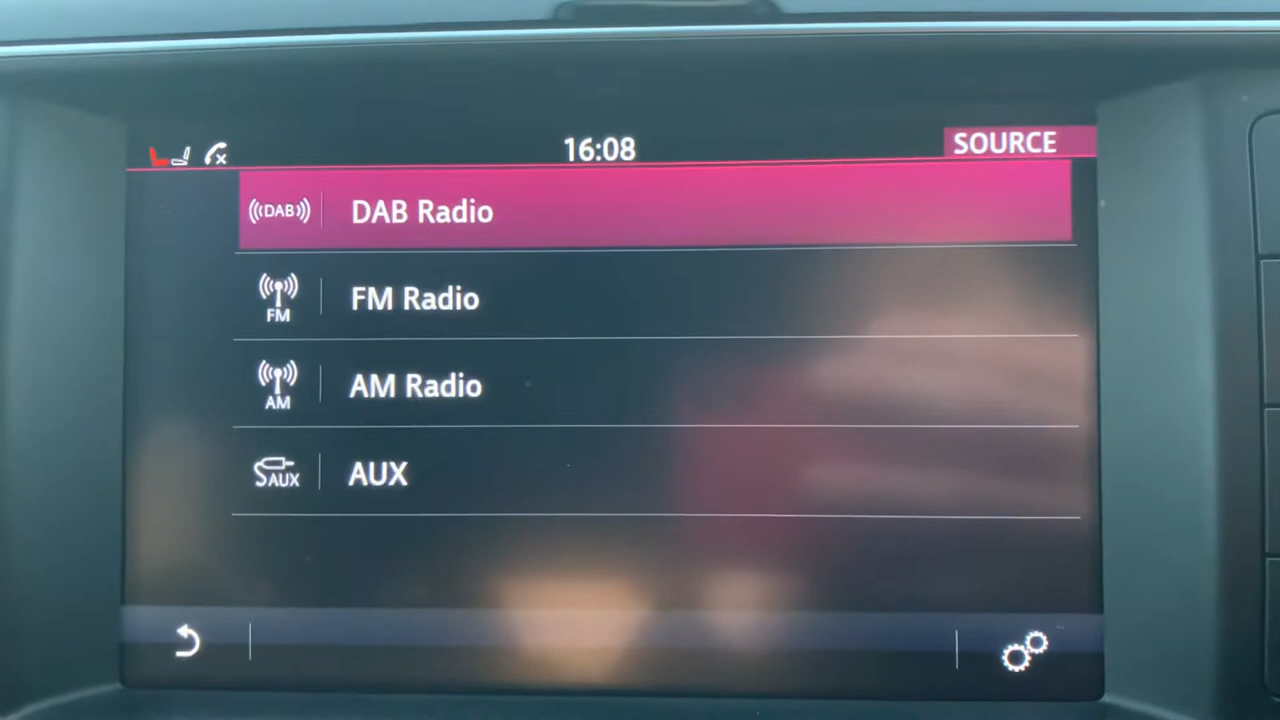 16:08
SOURCE
DAB
DAB Radio
FM
FM Radio
AM
AM Radio
AUX
AUX